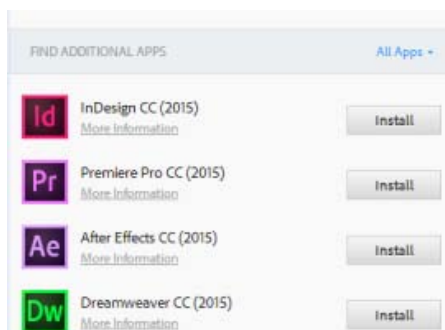 FIND ADDITIONAL APPS All Apps
Id InDesign CC (2015)
More Information
Install
Pr Premiere Pro CC (2015)
More Information
Install
Ae After Effects CC (2015)
More Information
Install
Dw Dreamweaver CC (2015)
More Information
Install